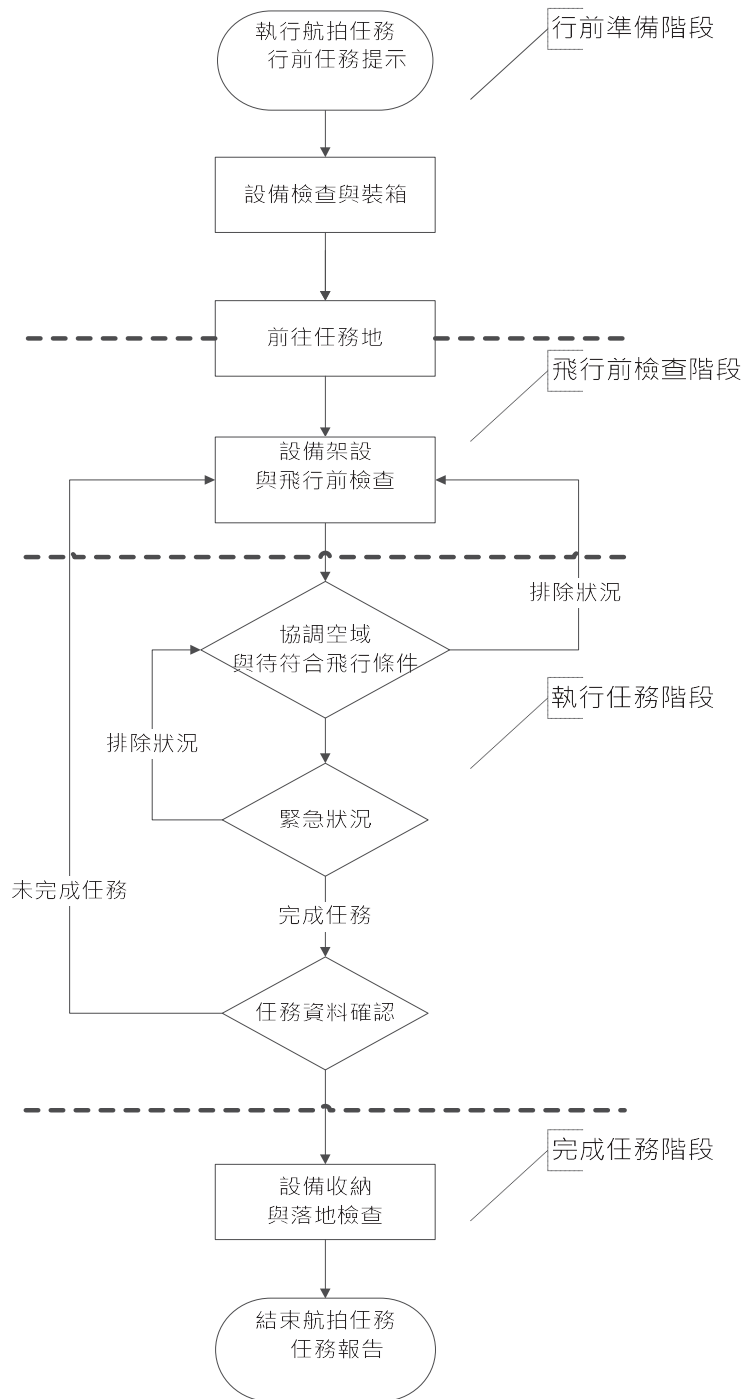 執行航拍任務
行前任務提示
行前準備階段
設備檢查與裝箱
前往任務地
飛行前檢查階段
設備架設
與飛行前檢查
排除狀況
協調空域
與待符合飛行條件
執行任務階段
排除狀況
緊急狀況
未完成任務
完成任務
任務資料確認
完成任務階段
設備收納
與落地檢查
結束航拍任務
任務報告